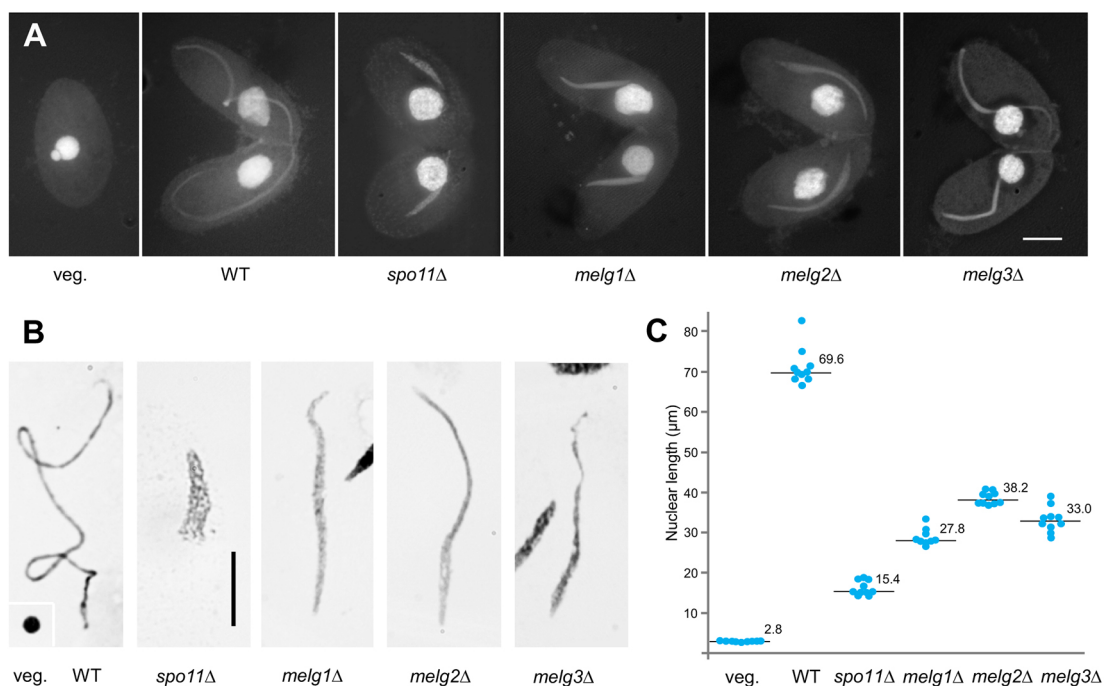 A
veg. WT spo11Δ melg1Δ melg2Δ melg3Δ
B
veg. WT spo11Δ melg1Δ melg2Δ melg3Δ
C
Nuclear length (µm)
80
70
60
50
40
30
20
10
2.8
69.6
15.4
27.8
38.2
33.0
veg. WT spo11Δ melg1Δ melg2Δ melg3Δ